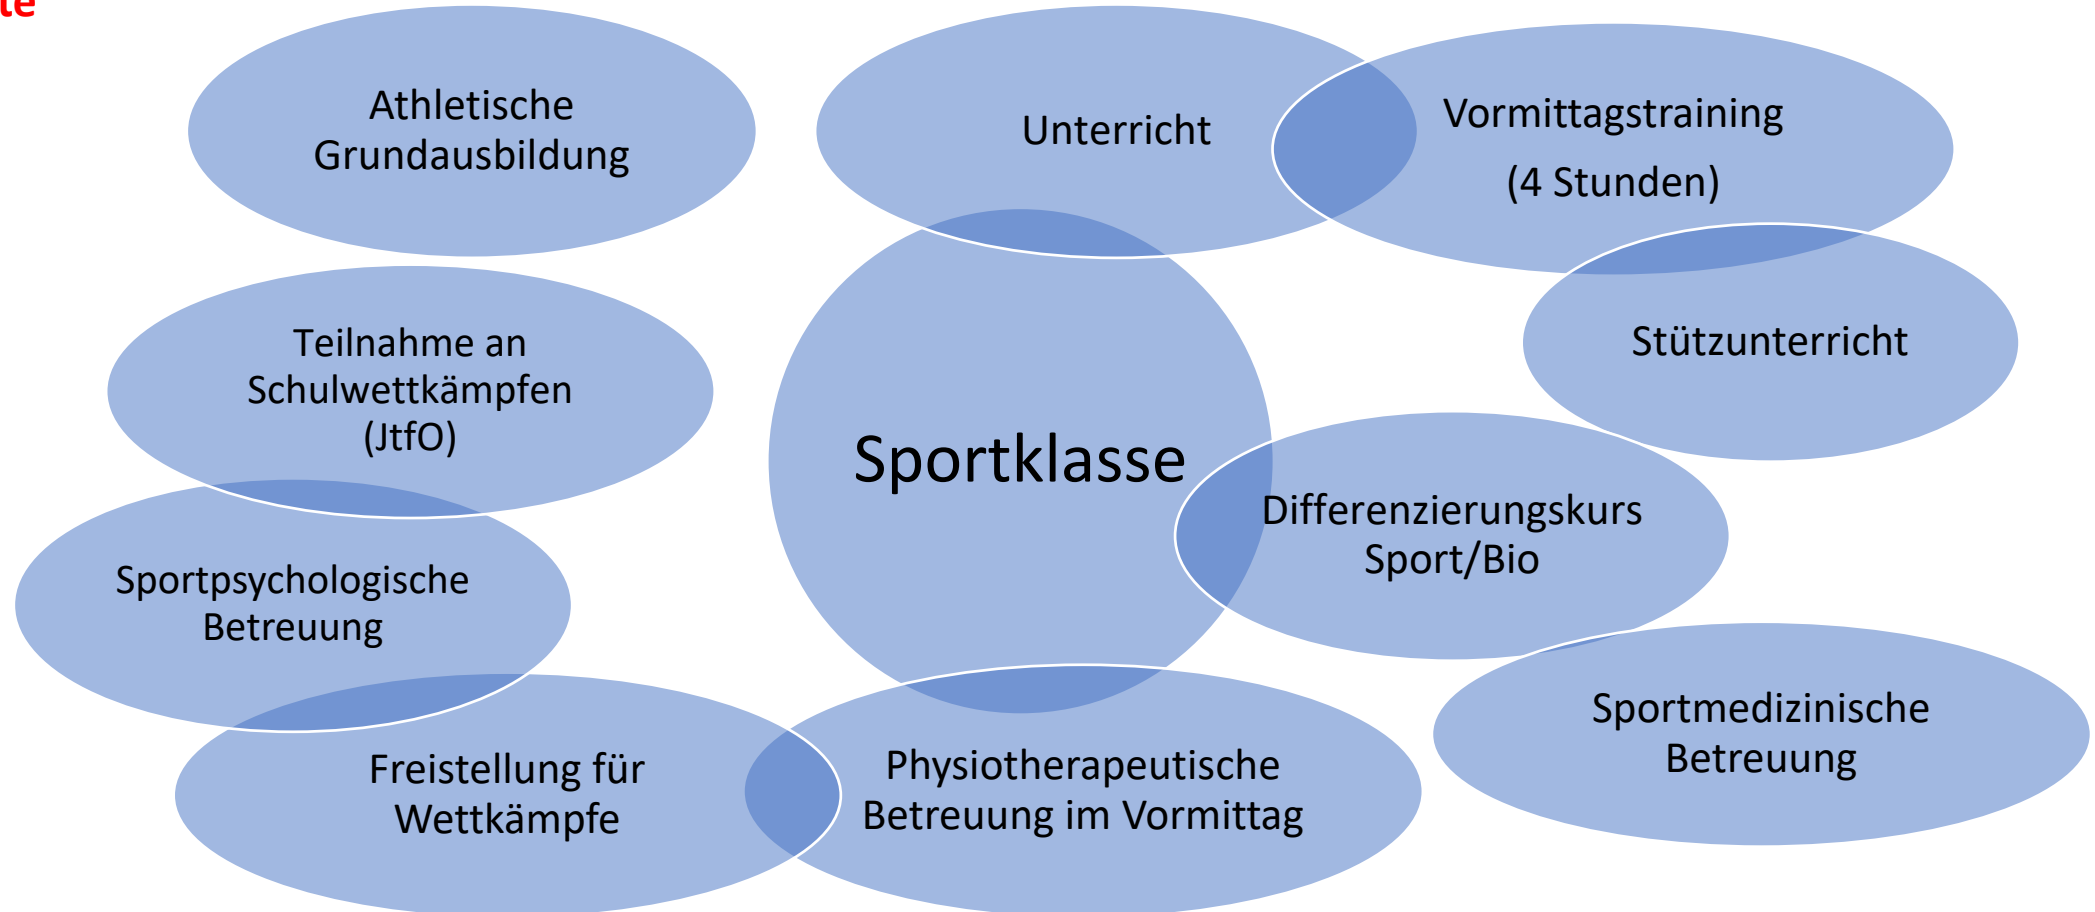 Athletische
Grundausbildung
Unterricht
Vormittagstraining
(4 Stunden)
Teilnahme an
Schulwettkämpfen
(JtfO)
Stützunterricht
Sportklasse
Differenzierungskurs
Sport/Bio
Sportpsychologische
Betreuung
Sportmedizinische
Betreuung
Freistellung für
Wettkämpfe
Physiotherapeutische
Betreuung im Vormittag